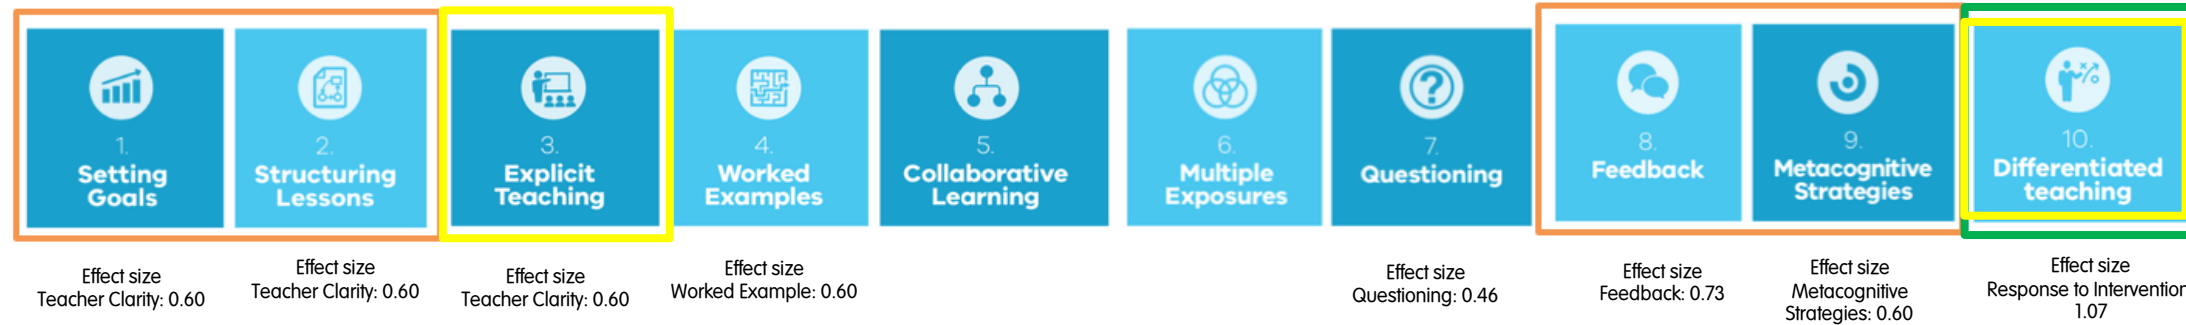 1.
Setting
Goals
2.
Structuring
Lessons
3.
Explicit
Teaching
4.
Worked
Examples
5.
Collaborative
Learning
6.
Multiple
Exposures
7.
Questioning
8.
Feedback
9.
Metacognitive
Strategies
10.
Differentiated
teaching
Effect size
Teacher Clarity: 0.60
Effect size
Teacher Clarity: 0.60
Effect size
Teacher Clarity: 0.60
Effect size
Worked Example: 0.60
Effect size
Questioning: 0.46
Effect size
Feedback: 0.73
Effect size
Metacognitive
Strategies: 0.60
Effect size
Response to Intervention
1.07